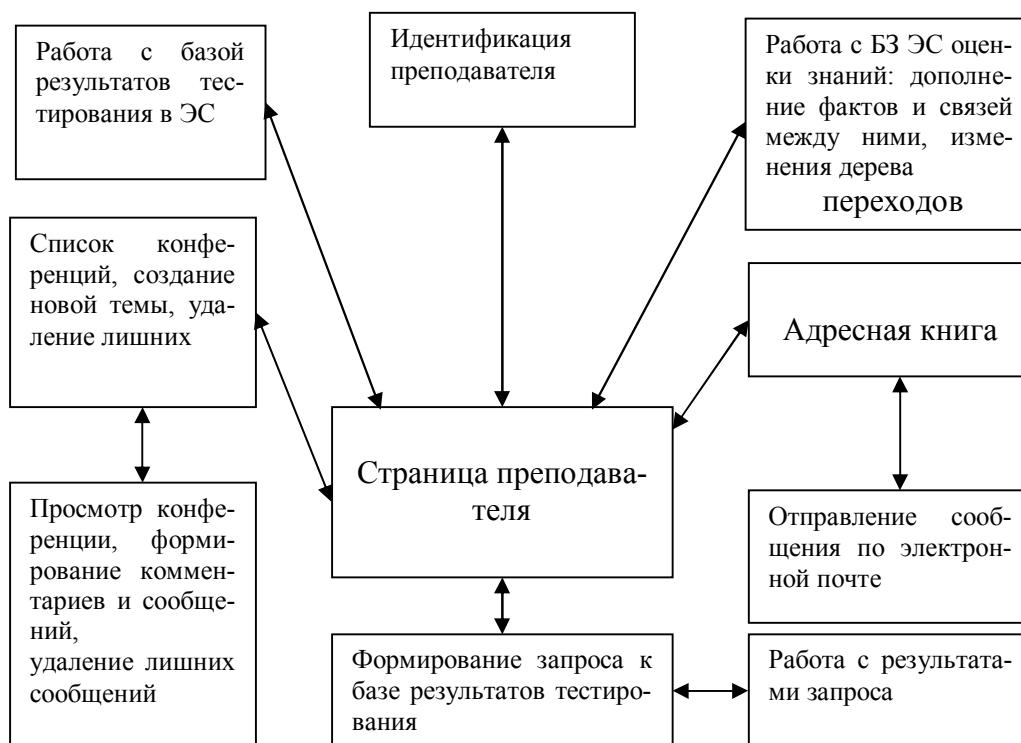 Работа с базой
результатов тес-
тирования в ЭС
Идентификация
преподавателя
Работа с БЗ ЭС оцен-
ки знаний: дополне-
ние фактов и связей
между ними, изме-
нения дерева
переходов
Список конфе-
ренций, создание
новой темы, уда-
ление лишних
Адресная книга
Страница преподава-
теля
Просмотр конфе-
ренции, форми-
рование коммен-
тариев и сообще-
ний,
удаление лишних
сообщений
Отправление сооб-
щения по электрон-
ной почте
Формирование запроса к
базе результатов тестиро-
вания
Работа с результата-
ми запроса